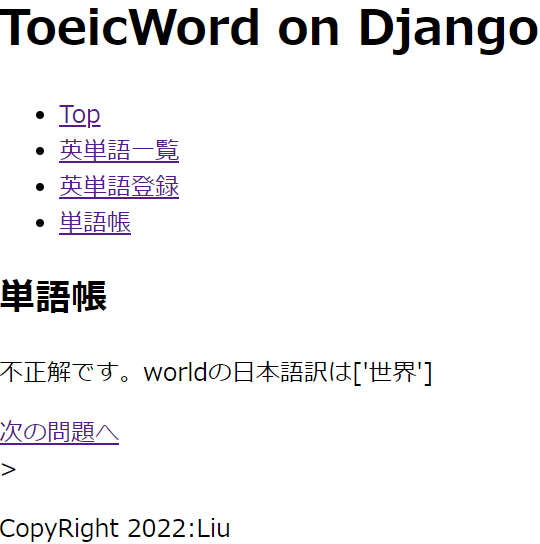 ToeicWord on Django
Top
英単語一覧
英単語登録
単語帳
単語帳
不正解です。worldの日本語訳は['世界']
次の問題へ
>
CopyRight 2022:Liu